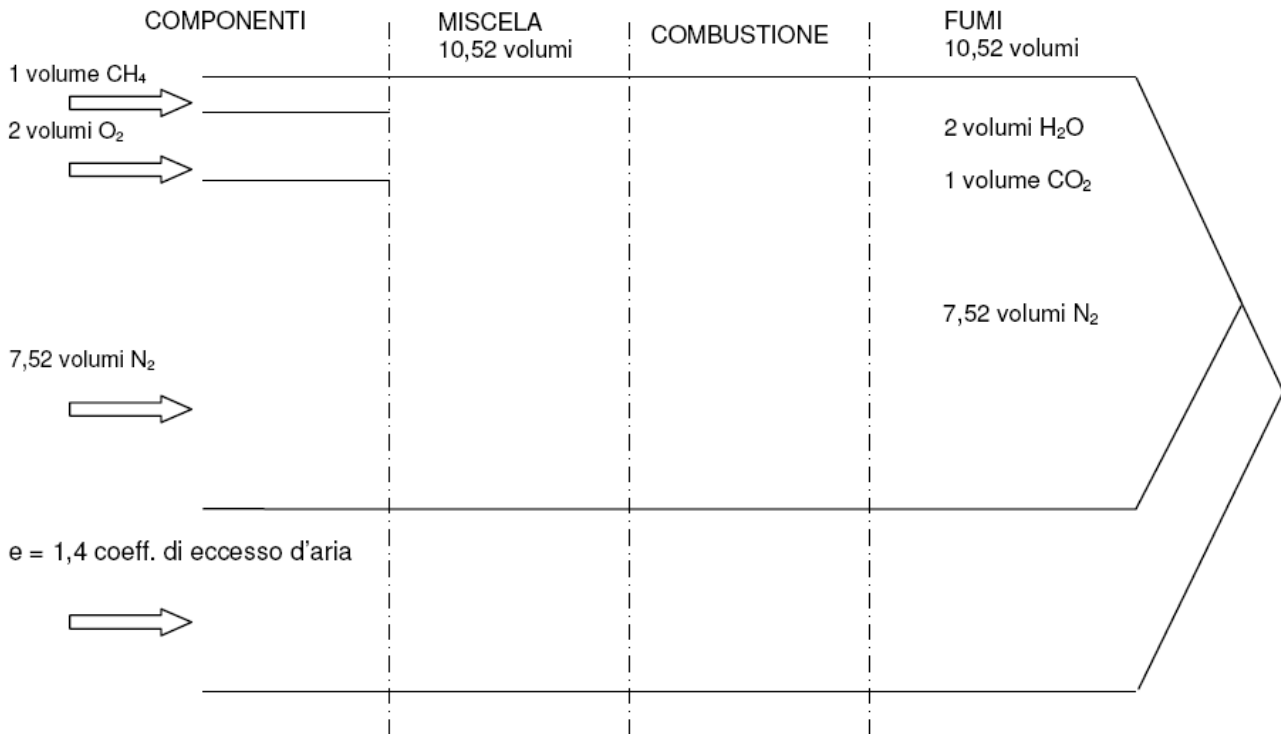 COMPONENTI
MISCELA
10,52 volumi
COMBUSTIONE
FUMI
10,52 volumi
1 volume CH₄
2 volumi O₂
2 volumi H₂O
1 volume CO₂
7,52 volumi N₂
7,52 volumi N₂
e = 1,4 coeff. di eccesso d'aria